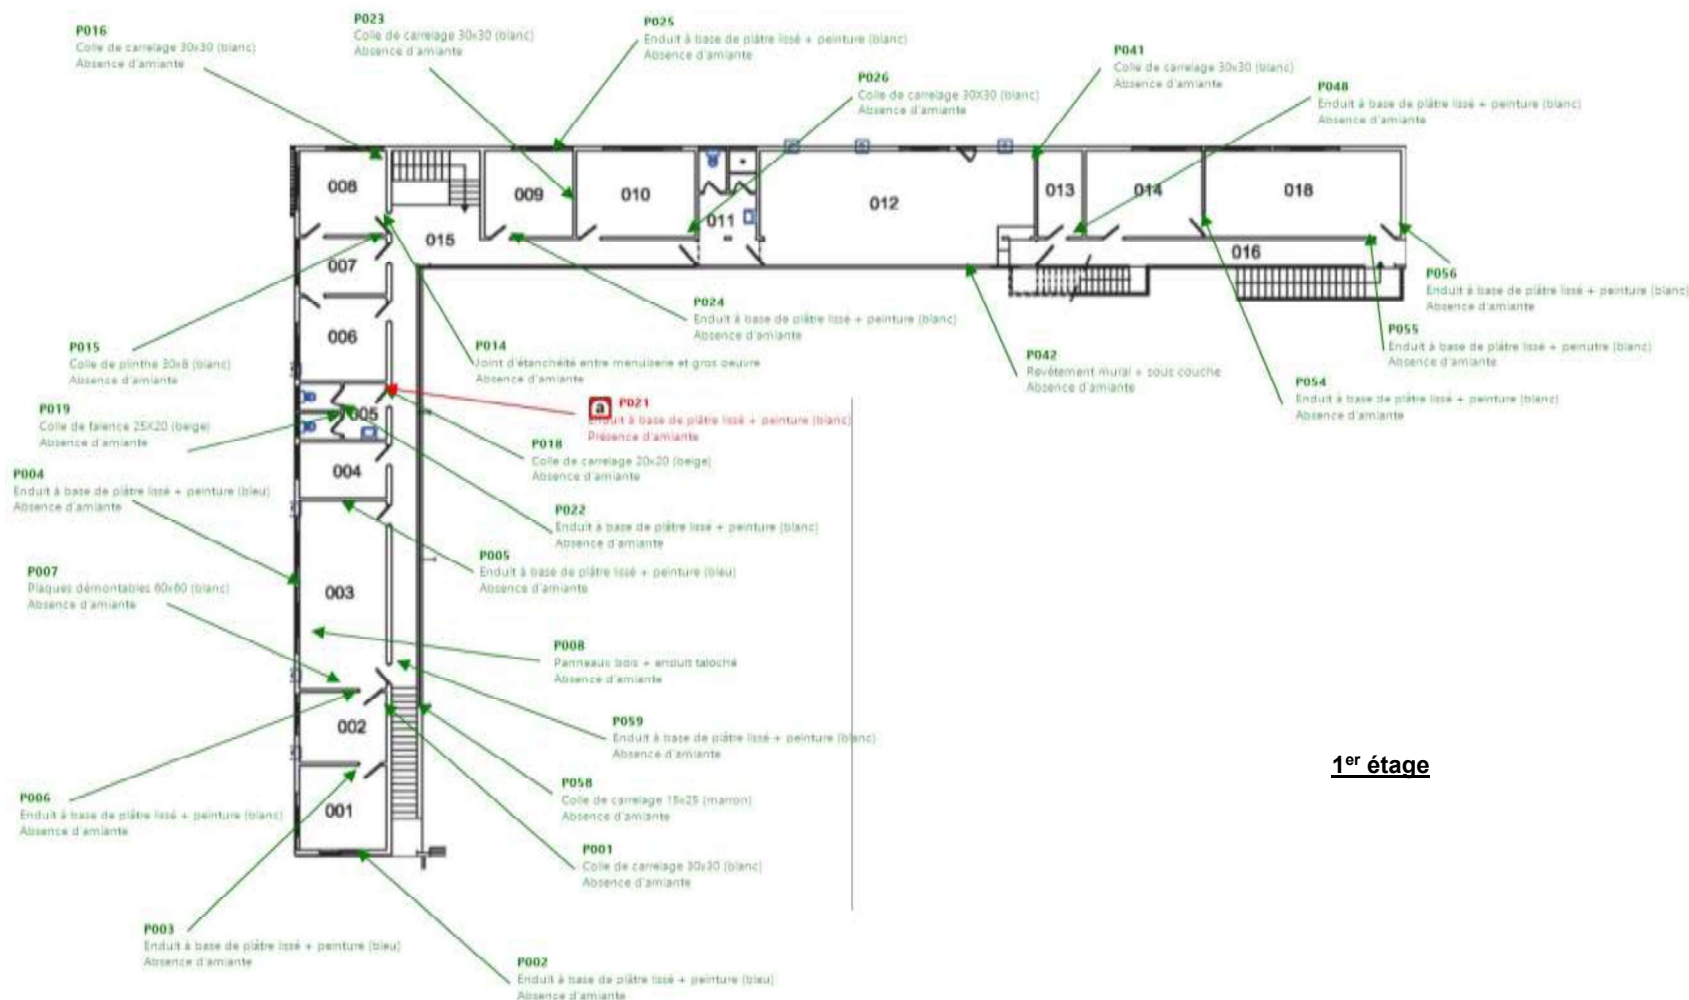 P016
Colle de carrelage 30x30 (blanc)
Absence d'amiante
P023
Colle de carrelage 30x30 (blanc)
Absence d'amiante
P025
Enduit à base de plâtre lissé + peinture (blanc)
Absence d'amiante
P026
Colle de carrelage 30X30 (blanc)
Absence d'amiante
P041
Colle de carrelage 30x30 (blanc)
Absence d'amiante
P048
Enduit à base de plâtre lissé + peinture (blanc)
Absence d'amiante
008
009
010
011
012
013
014
018
015
016
007
006
005
004
003
002
001
P056
Enduit à base de plâtre lissé + peinture (blanc)
Absence d'amiante
P024
Enduit à base de plâtre lissé + peinture (blanc)
Absence d'amiante
P055
Enduit à base de plâtre lissé + peinutre (blanc)
Absence d'amiante
P015
Colle de plinthe 30x8 (blanc)
Absence d'amiante
P014
Joint d'étanchéité entre menuiserie et gros oeuvre
Absence d'amiante
P042
Revêtement mural + sous couche
Absence d'amiante
P054
Enduit à base de plâtre lissé + peinture (blanc)
Absence d'amiante
P019
Colle de faïence 25X20 (beige)
Absence d'amiante
a P021
Enduit à base de plâtre lissé + peinture (blanc)
Présence d'amiante
P018
Colle de carrelage 20x20 (beige)
Absence d'amiante
P004
Enduit à base de plâtre lissé + peinture (bleu)
Absence d'amiante
P022
Enduit à base de plâtre lissé + peinture (blanc)
Absence d'amiante
P005
Enduit à base de plâtre lissé + peinture (bleu)
Absence d'amiante
P007
Plaques démontables 60x60 (blanc)
Absence d'amiante
P008
Panneaux bois + enduit taloché
Absence d'amiante
P059
Enduit à base de plâtre lissé + peinture (blanc)
Absence d'amiante
1er étage
P058
Colle de carrelage 15x25 (marron)
Absence d'amiante
P006
Enduit à base de plâtre lissé + peinture (blanc)
Absence d'amiante
P001
Colle de carrelage 30x30 (blanc)
Absence d'amiante
P003
Enduit à base de plâtre lissé + peinture (bleu)
Absence d'amiante
P002
Enduit à base de plâtre lissé + peinture (bleu)
Absence d'amiante